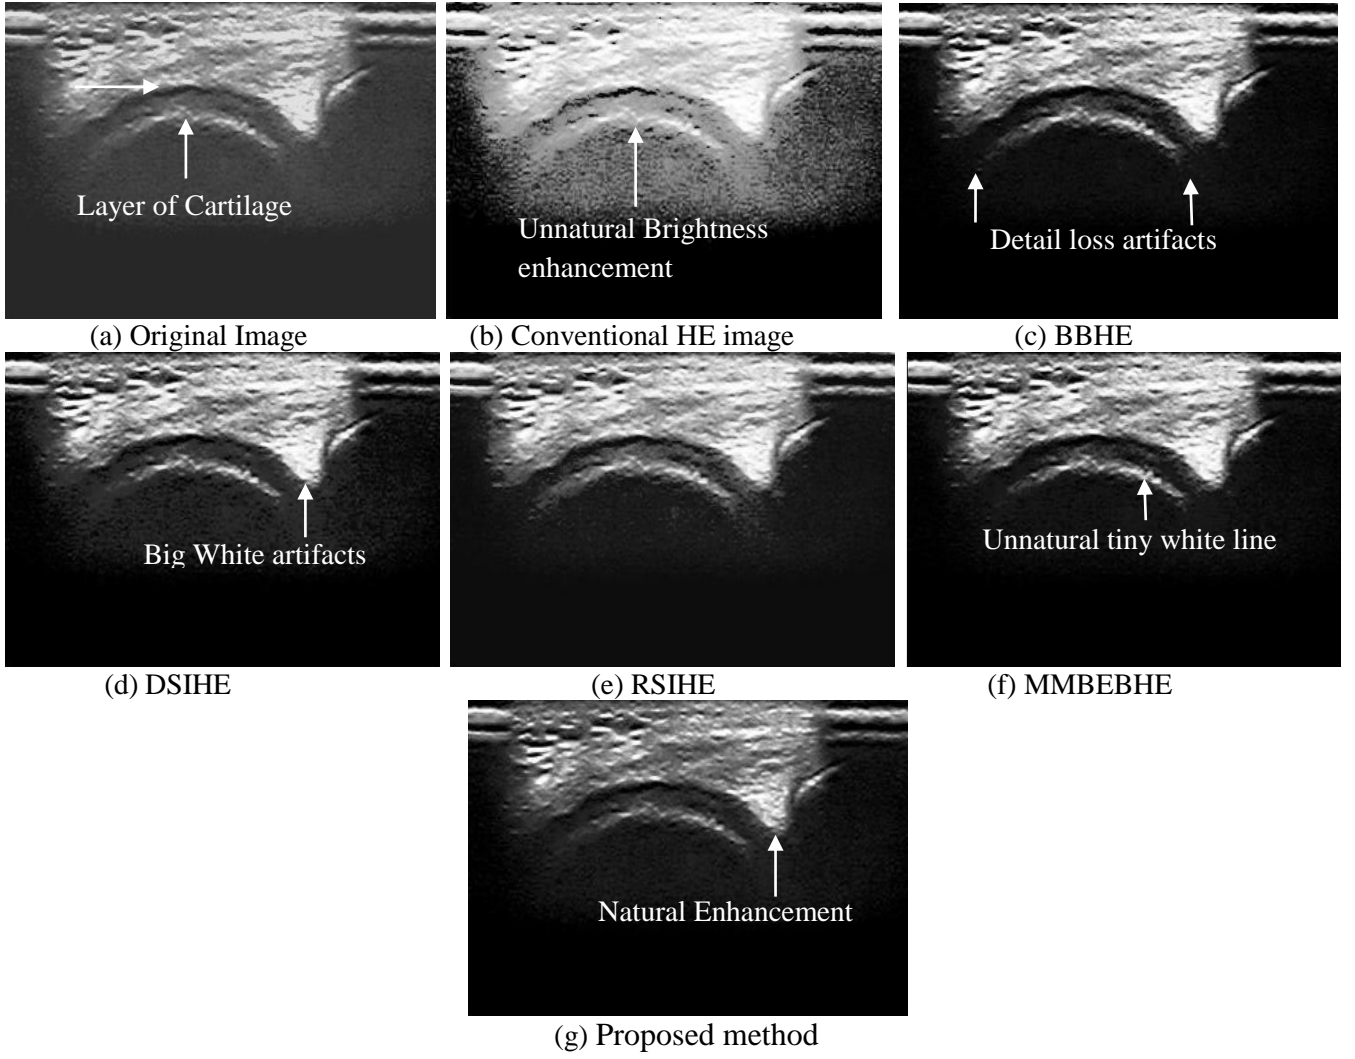 Layer of Cartilage
Unnatural Brightness
enhancement
Detail loss artifacts
(a) Original Image
(b) Conventional HE image
(c) BBHE
Big White artifacts
Unnatural tiny white line
(d) DSIHE
(e) RSIHE
(f) MMBEBHE
Natural Enhancement
(g) Proposed method